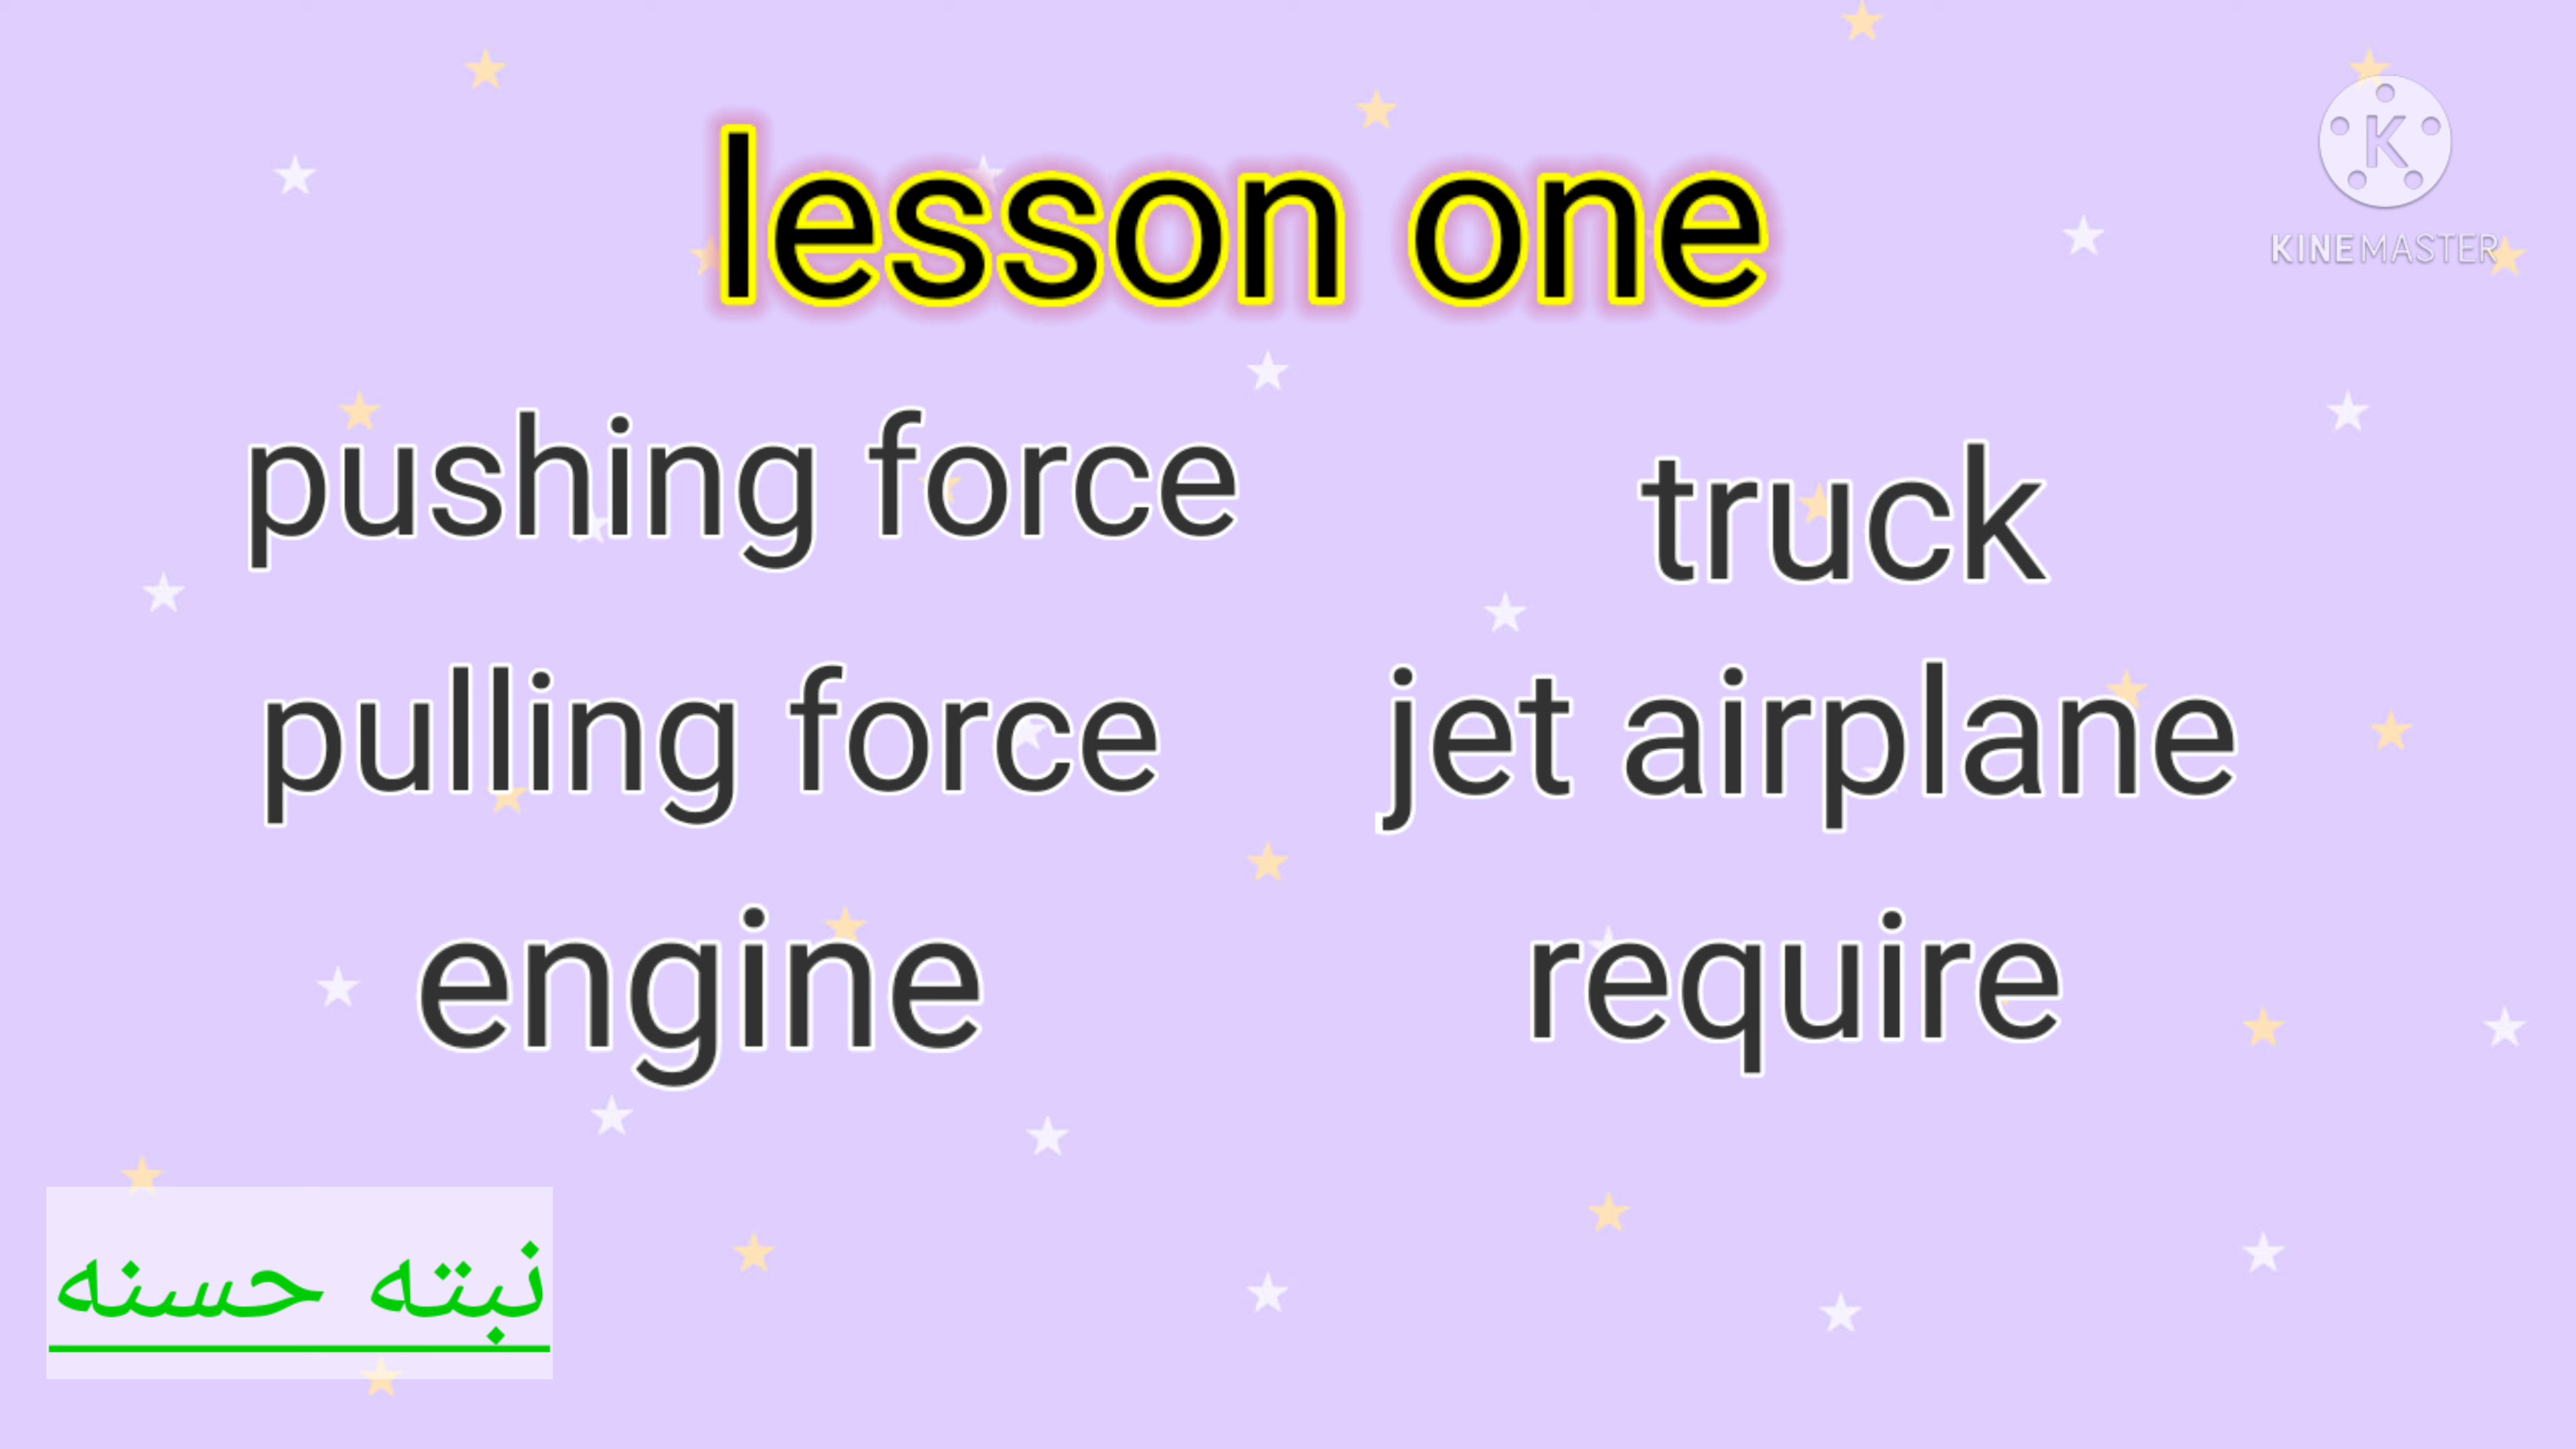 lesson one
KINEMASTER
pushing force
truck
pulling force
jet airplane
engine
require
نبته حسنه